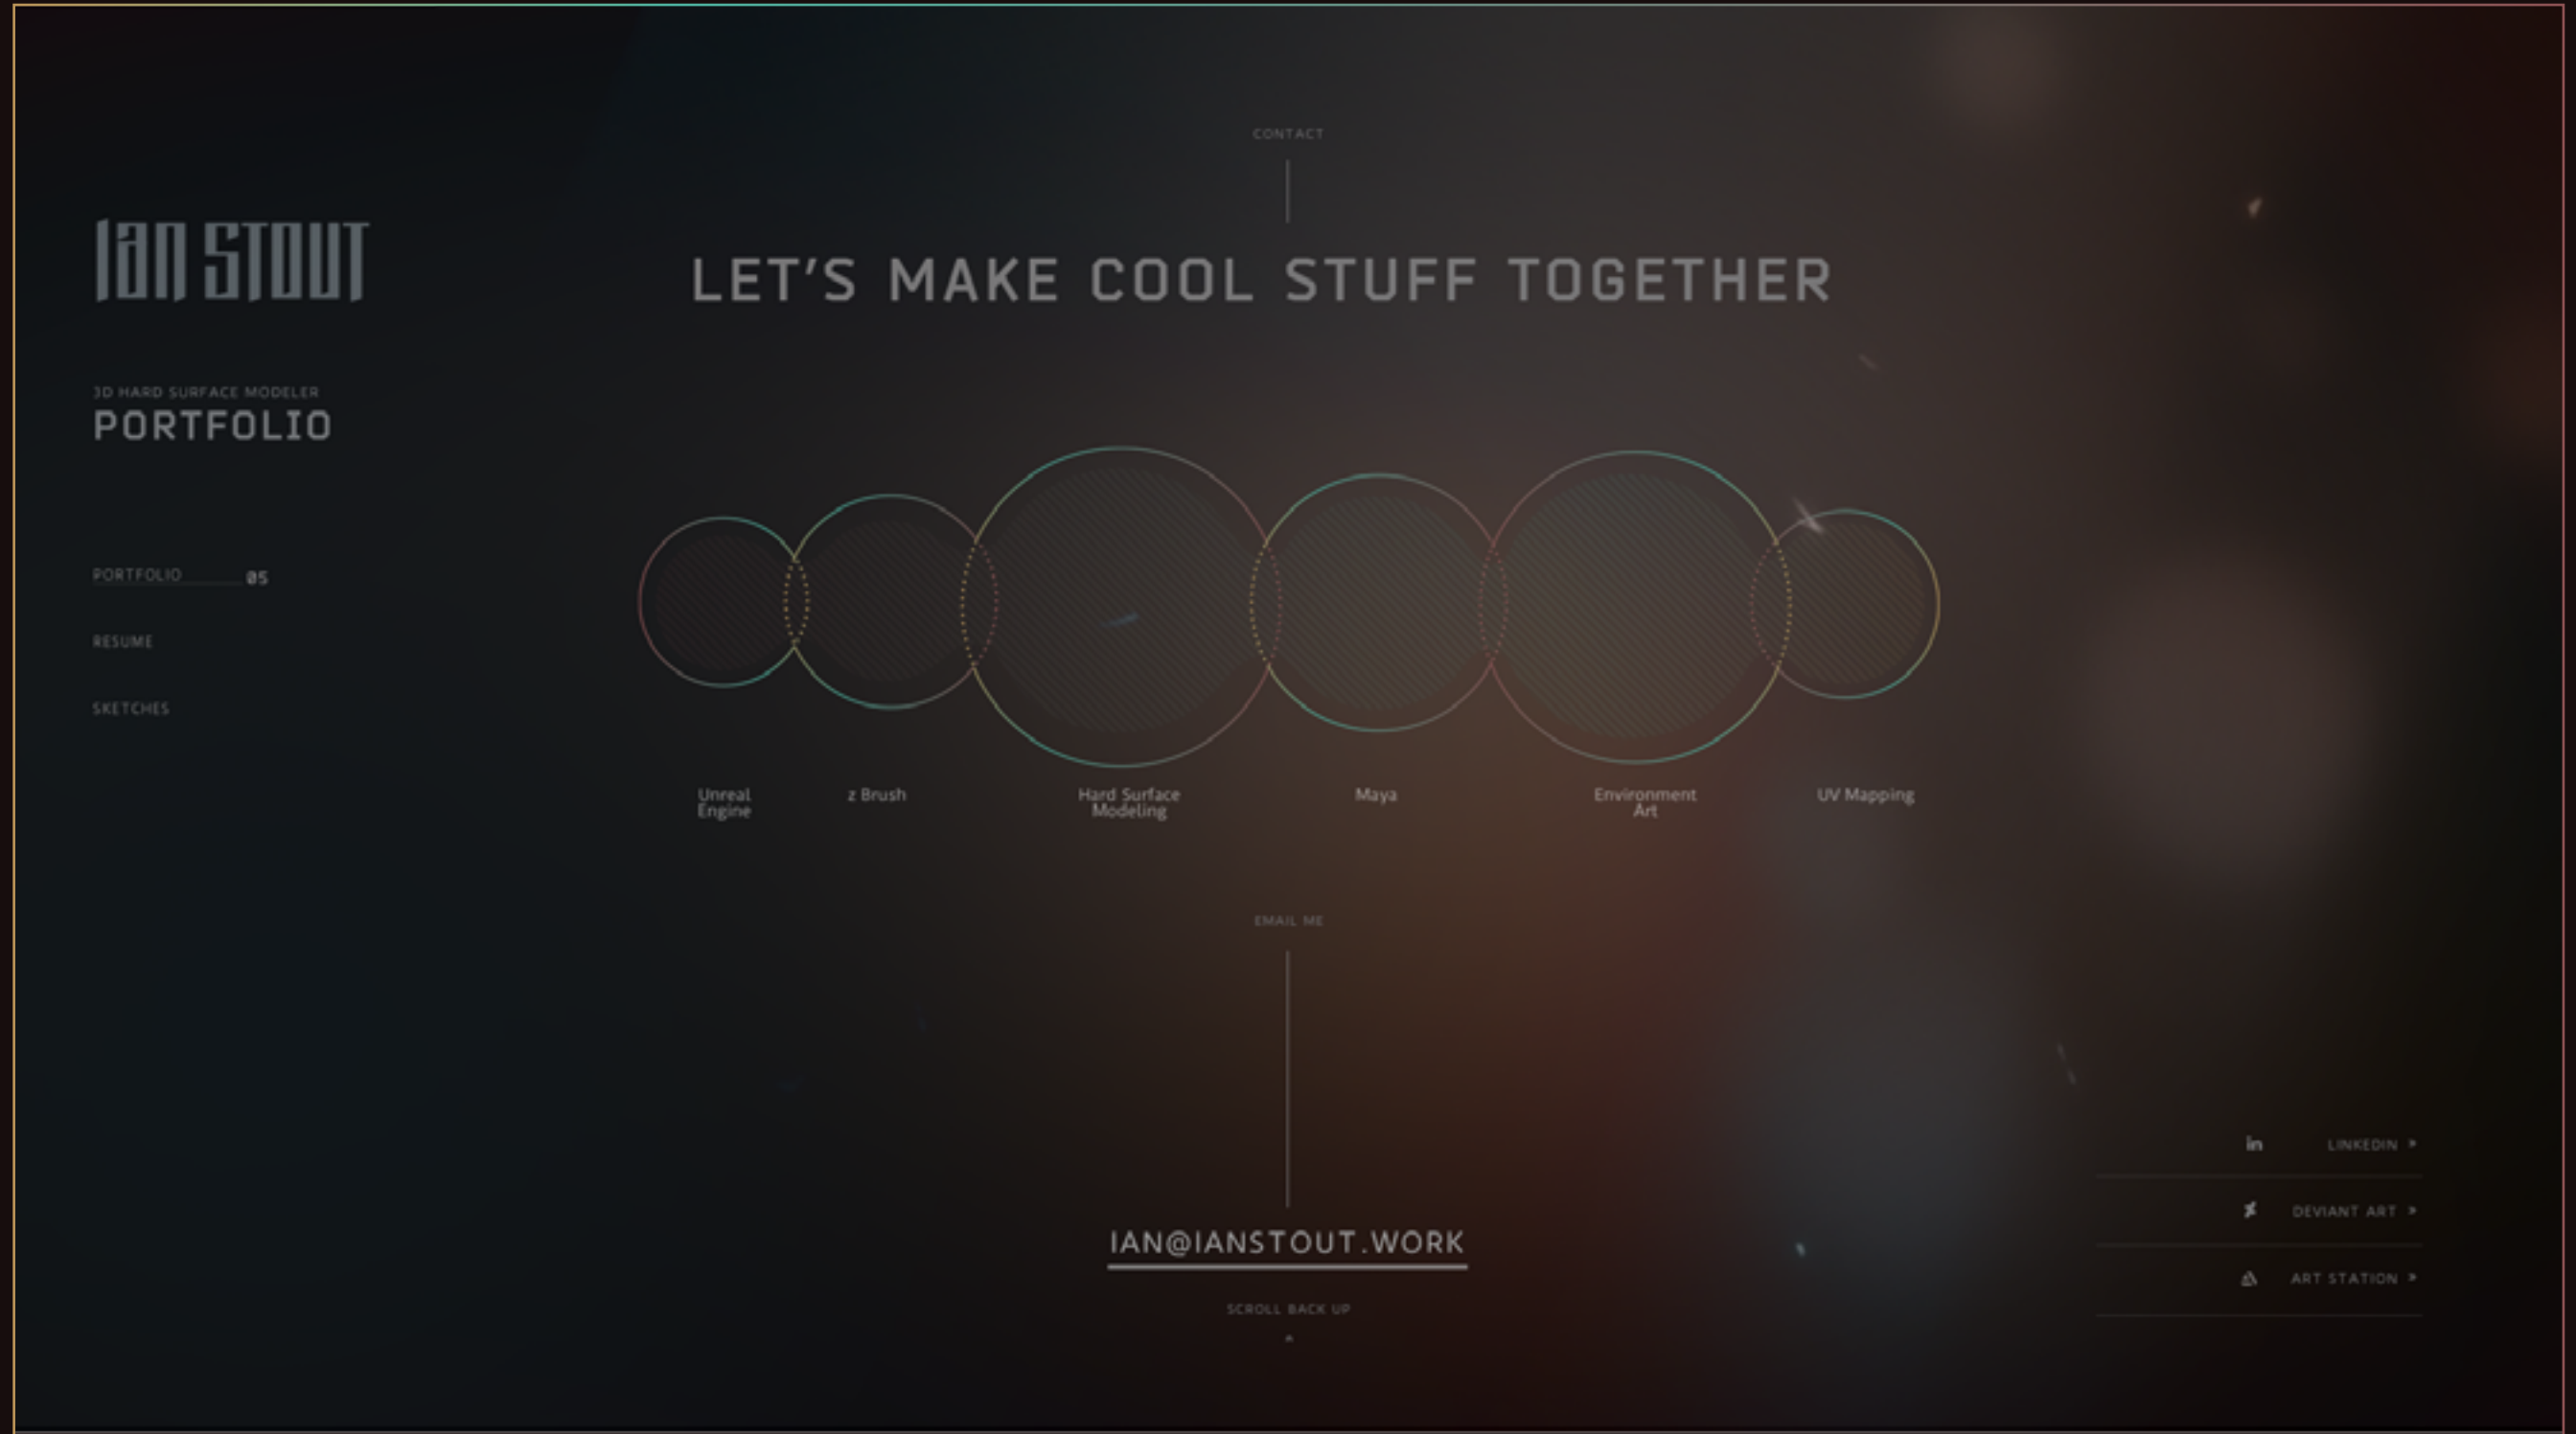 CONTACT
Ian Stout
LET'S MAKE COOL STUFF TOGETHER
3D HARD SURFACE MODELER
PORTFOLIO
PORTFOLIO 05
RESUME
SKETCHES
Unreal
Engine
z Brush
Hard Surface
Modeling
Maya
Environment
Art
UV Mapping
EMAIL ME
IAN@IANSTOUT.WORK
SCROLL BACK UP
in LINKEDIN »
DEVIANT ART »
ART STATION »